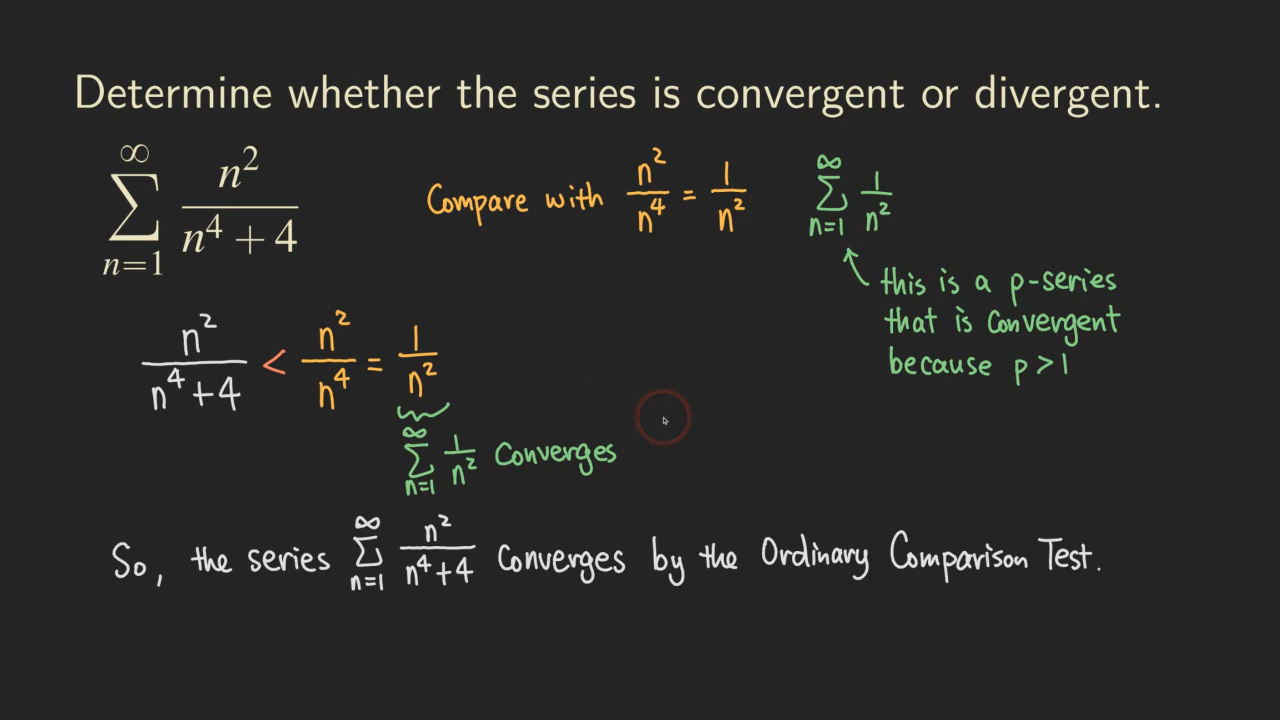 Determine whether the series is convergent or divergent.
∞
∑ n² / (n⁴ + 4)
n=1
Compare with n²/n⁴ = 1/n²
∞
∑ 1/n²
n=1
this is a p-series
that is convergent
because p > 1
n²/(n⁴+4) < n²/n⁴ = 1/n²
∞
∑ 1/n² Converges
n=1
∞
So, the series ∑ n²/(n⁴+4) Converges by the Ordinary Comparison Test.
n=1